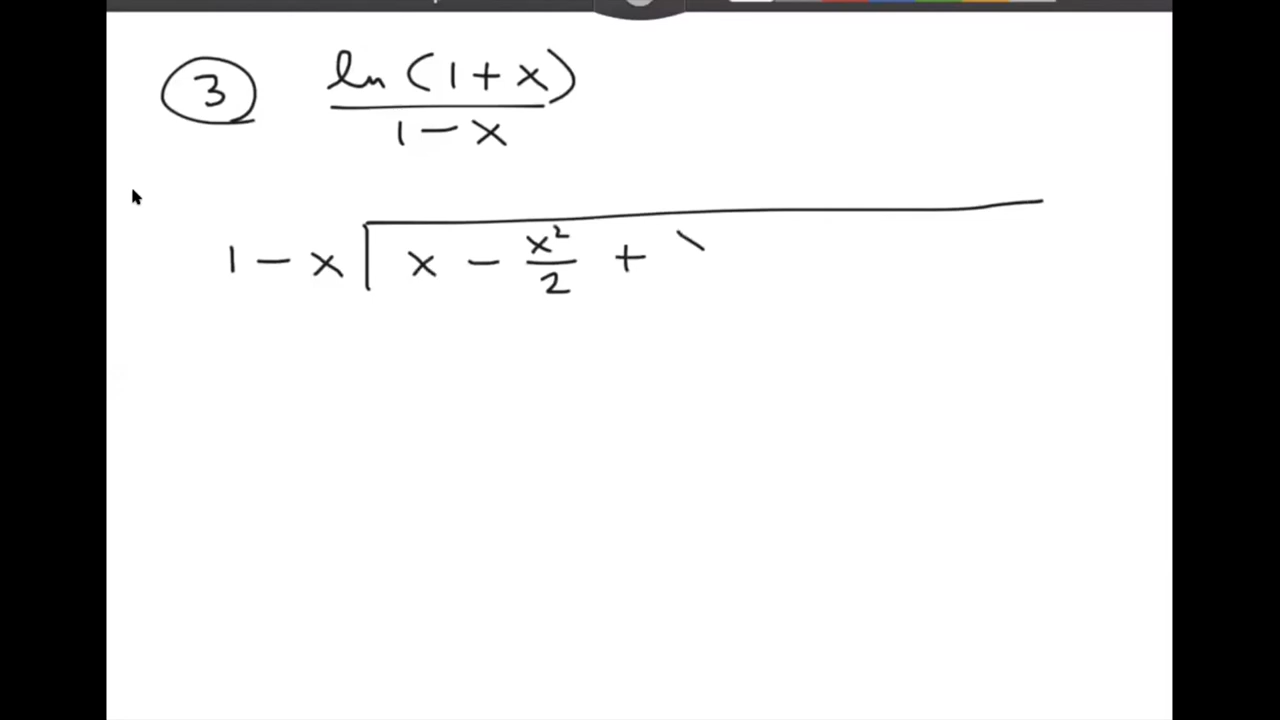 ③ ln(1+x)
1-x
1-x x - x²/2 +